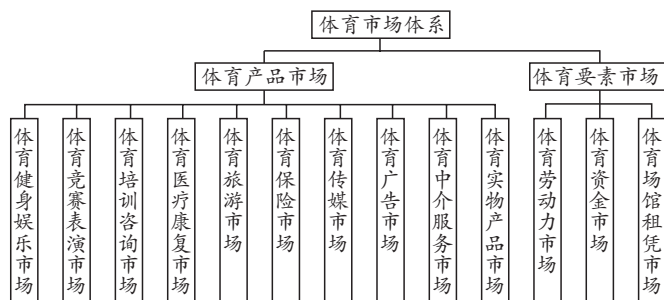 体育市场体系
体育产品市场
体育要素市场
体育健身娱乐市场
体育竞赛表演市场
体育培训咨询市场
体育医疗康复市场
体育旅游市场
体育保险市场
体育传媒市场
体育广告市场
体育中介服务市场
体育实物产品市场
体育劳动力市场
体育资金市场
体育场馆租凭市场